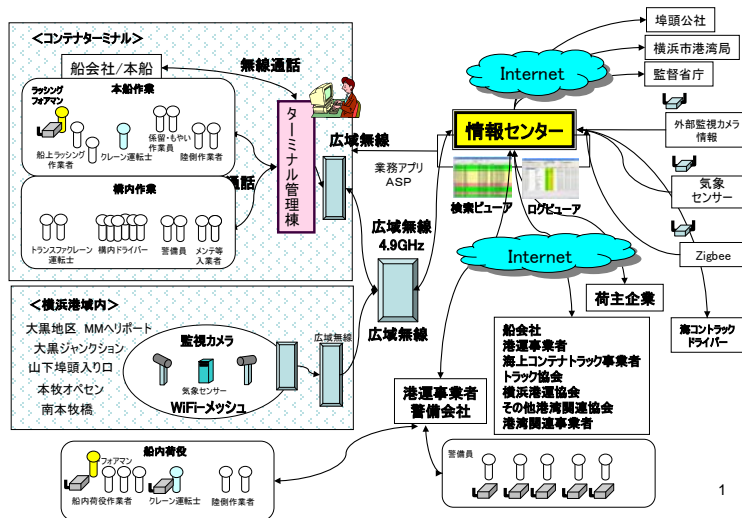 <コンテナターミナル>
船会社/本船
無線通話
ラッシング
フォアマン
本船作業
船上ラッシング
作業者
クレーン運転士
係留・もやい
作業員
陸側作業者
構内作業
通話
トランスファクレーン
運転士
構内ドライバー
警備員
メンテ等
入業者
ターミナル管理棟
広域無線
業務アプリ
ASP
広域無線
4.9GHz
広域無線
<横浜港域内>
大黒地区 MMヘリポート
大黒ジャンクション
山下埠頭入り口
本牧オペセン
南本牧橋
監視カメラ
気象センサー
WiFiーメッシュ
広域無線
船内荷役
フォアマン
船内荷役作業者
クレーン運転士
陸側作業者
Internet
情報センター
検索ビューア
ログビューア
Internet
埠頭公社
横浜市港湾局
監督省庁
外部監視カメラ
情報
気象
センサー
Zigbee
海コントラック
ドライバー
荷主企業
船会社
港運事業者
海上コンテナトラック事業者
トラック協会
横浜港運協会
その他港湾関連協会
港湾関連事業者
港運事業者
警備会社
警備員
1